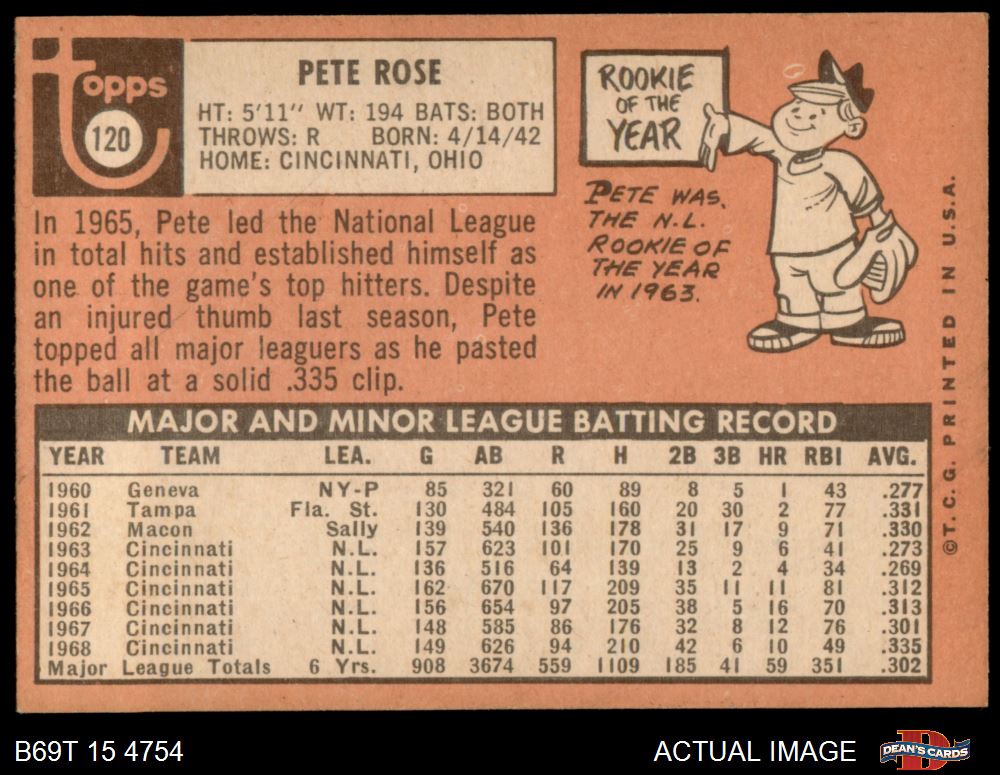 topps
120
PETE ROSE
HT: 5'11" WT: 194 BATS: BOTH
THROWS: R BORN: 4/14/42
HOME: CINCINNATI, OHIO
In 1965, Pete led the National League
in total hits and established himself as
one of the game's top hitters. Despite
an injured thumb last season, Pete
topped all major leaguers as he pasted
the ball at a solid .335 clip.
ROOKIE
OF THE
YEAR
PETE WAS
THE N.L.
ROOKIE OF
THE YEAR
IN 1963.
©T.C.G. PRINTED IN U.S.A.
MAJOR AND MINOR LEAGUE BATTING RECORD
YEAR TEAM LEA. G AB R H 2B 3B HR RBI AVG.
1960 Geneva NY-P 85 321 60 89 8 5 1 43 .277
1961 Tampa Fla. St. 130 484 105 160 20 30 2 77 .331
1962 Macon Sally 139 540 136 178 31 17 9 71 .330
1963 Cincinnati N.L. 157 623 101 170 25 9 6 41 .273
1964 Cincinnati N.L. 136 516 64 139 13 2 4 34 .269
1965 Cincinnati N.L. 162 670 117 209 35 11 11 81 .312
1966 Cincinnati N.L. 156 654 97 205 38 5 16 70 .313
1967 Cincinnati N.L. 148 585 86 176 32 8 12 76 .301
1968 Cincinnati N.L. 149 626 94 210 42 6 10 49 .335
Major League Totals 6 Yrs. 908 3674 559 1109 185 41 59 351 .302
B69T 15 4754
ACTUAL IMAGE
DEAN'S CARDS